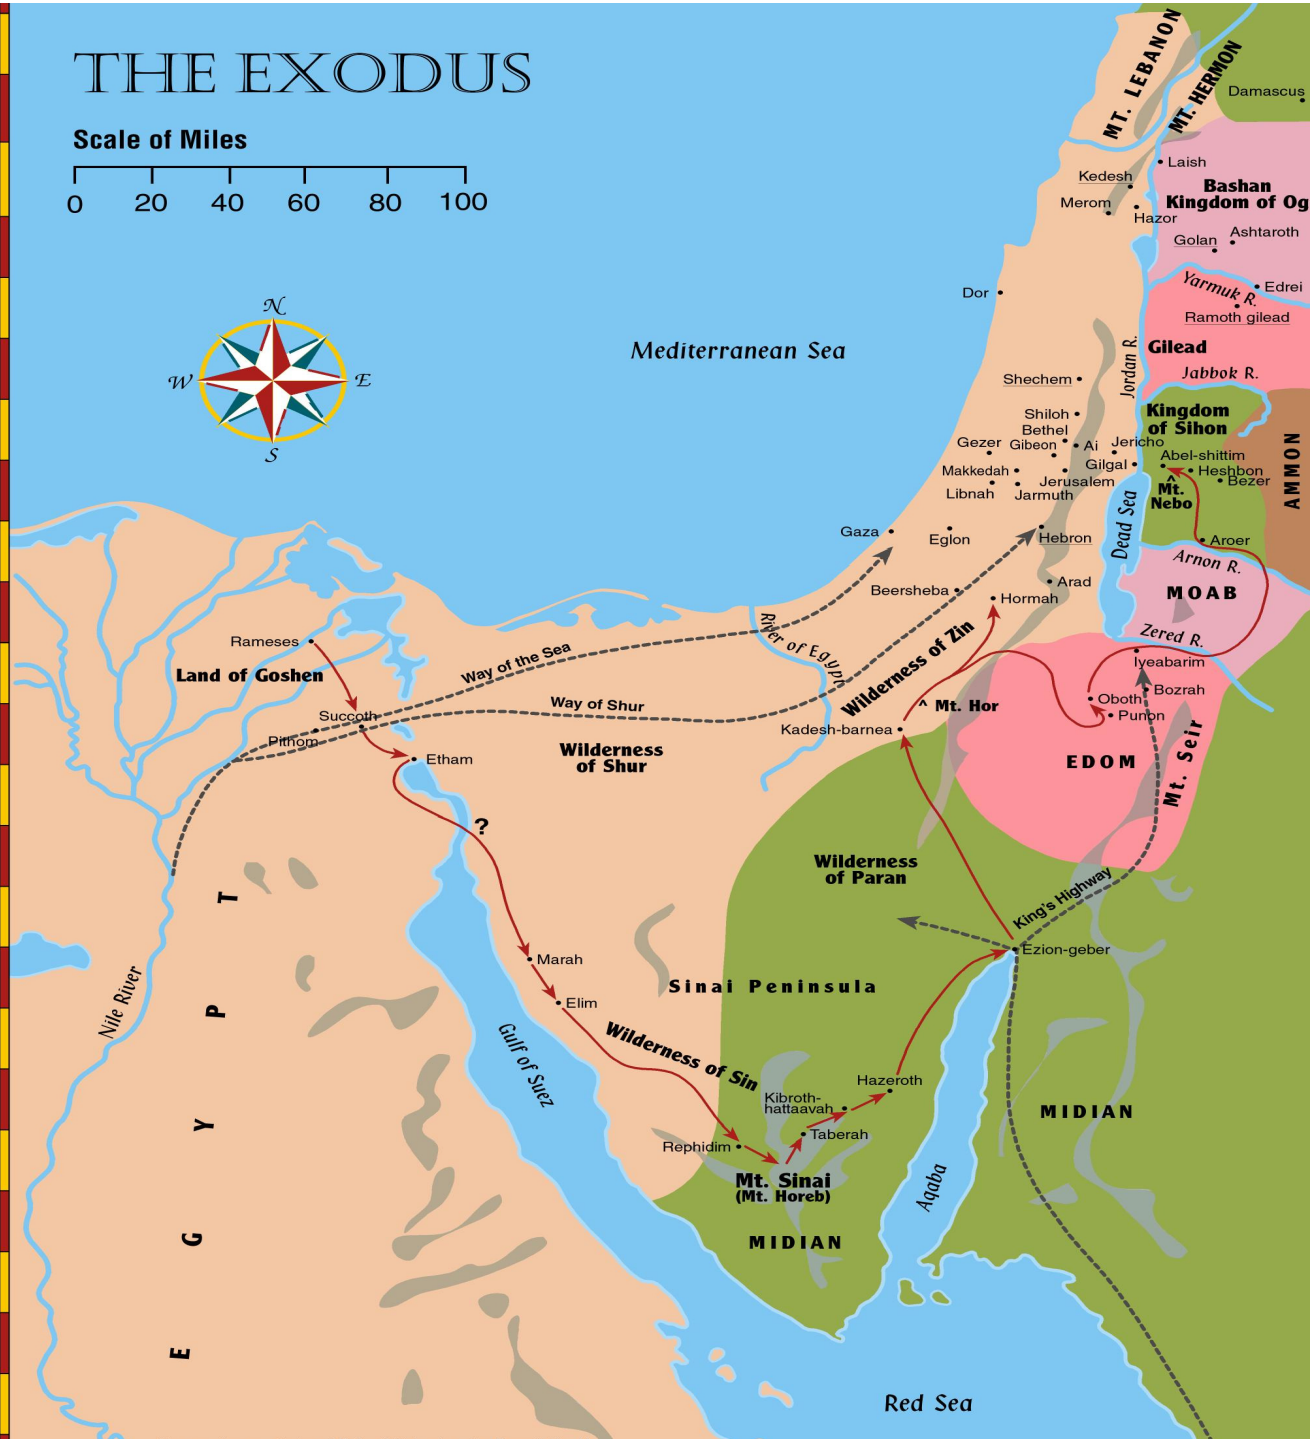 THE EXODUS
Scale of Miles
0 20 40 60 80 100
N
W
E
S
Mediterranean Sea
MT. LEBANON
MT. HERMON
Damascus
Laish
Kedesh
Bashan
Kingdom of Og
Merom
Hazor
Golan
Ashtaroth
Dor
Yarmuk R.
Edrei
Ramoth gilead
Gilead
Jordan R.
Jabbok R.
Shechem
Kingdom
of Sihon
Shiloh
Bethel
Gezer
Gibeon
Ai
Jericho
AMMON
Makkedah
Gilgal
Abel-shittim
Heshbon
Bezer
Libnah
Jarmuth
Jerusalem
^
Mt.
Nebo
Dead Sea
Gaza
Eglon
Hebron
Aroer
Arnon R.
Beersheba
Arad
Hormah
MOAB
River of Egypt
Wilderness of Zin
Zered R.
Rameses
Land of Goshen
Way of the Sea
Iyeabarim
Way of Shur
Bozrah
Oboth
Punon
^ Mt. Hor
Succoth
Pithom
Kadesh-barnea
Etham
Wilderness
of Shur
EDOM
Mt. Seir
?
Wilderness
of Paran
King's Highway
EGYPT
Nile River
Marah
Ezion-geber
Elim
Sinai Peninsula
Gulf of Suez
Wilderness of Sin
Hazeroth
Kibroth-
hattaavah
Taberah
MIDIAN
Rephidim
Mt. Sinai
(Mt. Horeb)
Aqaba
MIDIAN
Red Sea